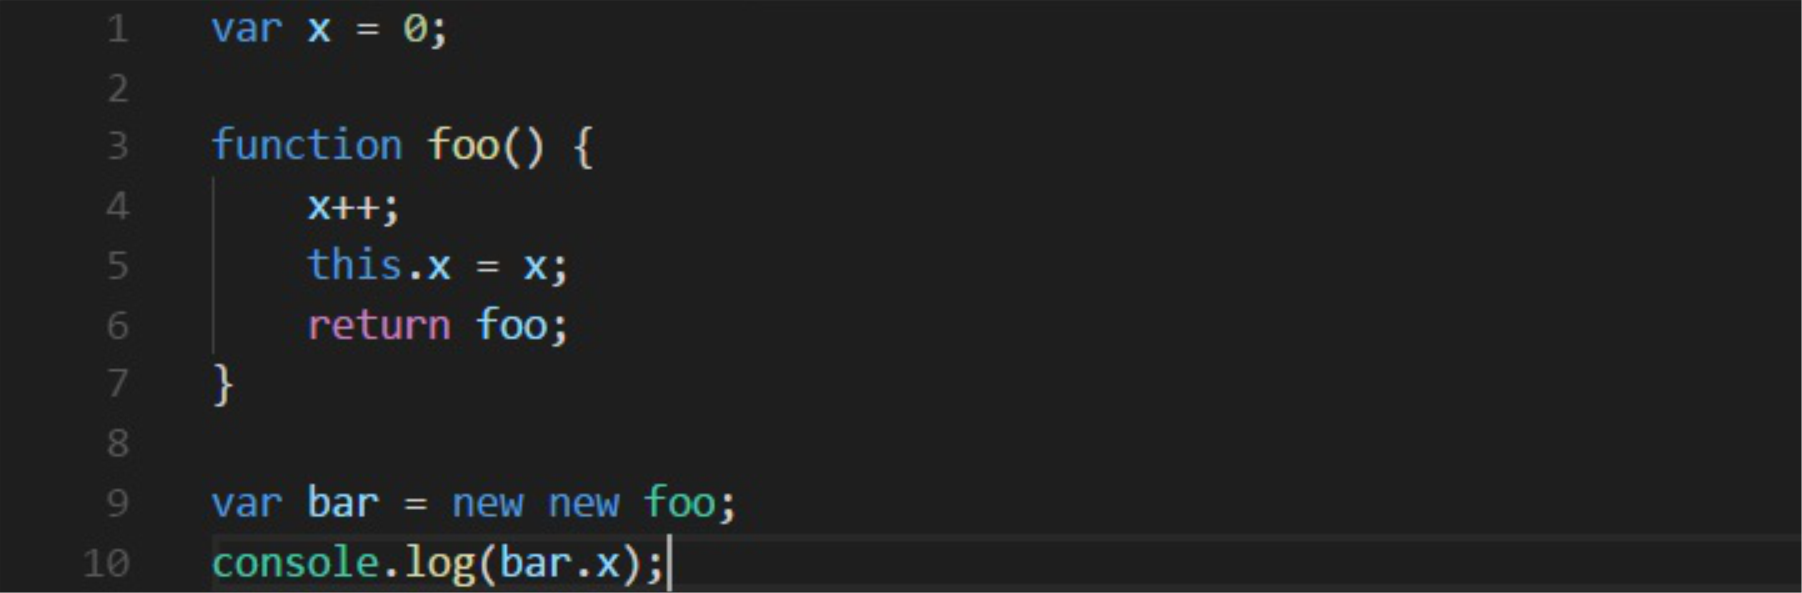 1 var x = 0;
2
3 function foo() {
4     x++;
5     this.x = x;
6     return foo;
7 }
8
9 var bar = new new foo;
10 console.log(bar.x);